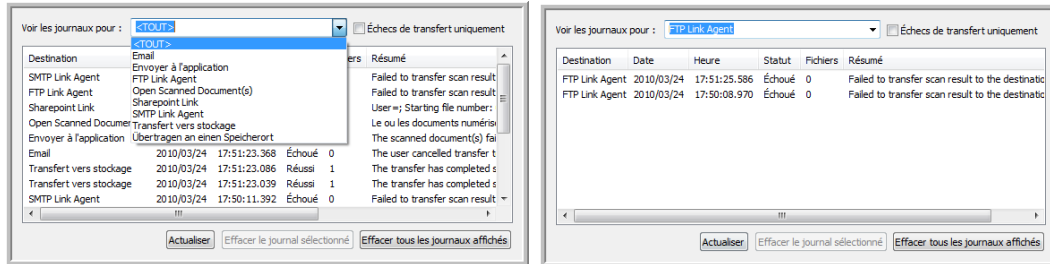 Voir les journaux pour : <TOUT> Échecs de transfert uniquement
<TOUT>
Email
Envoyer à l'application
FTP Link Agent
Open Scanned Document(s)
Sharepoint Link
SMTP Link Agent
Transfert vers stockage
Übertragen an einen Speicherort
Destination ers Résumé
SMTP Link Agent Failed to transfer scan result
FTP Link Agent Failed to transfer scan result
Sharepoint Link User=; Starting file number:
Open Scanned Documer Le ou les documents numéris
Envoyer à l'application The scanned document(s) fai
Email 2010/03/24 17:51:23.368 Échoué 0 The user cancelled transfer t
Transfert vers stockage 2010/03/24 17:51:23.086 Réussi 1 The transfer has completed s
Transfert vers stockage 2010/03/24 17:51:23.039 Réussi 1 The transfer has completed s
SMTP Link Agent 2010/03/24 17:50:11.392 Échoué 0 Failed to transfer scan result
Actualiser Effacer le journal sélectionné Effacer tous les journaux affichés
Voir les journaux pour : FTP Link Agent Échecs de transfert uniquement
Destination Date Heure Statut Fichiers Résumé
FTP Link Agent 2010/03/24 17:51:25.586 Échoué 0 Failed to transfer scan result to the destinatic
FTP Link Agent 2010/03/24 17:50:08.970 Échoué 0 Failed to transfer scan result to the destinatic
Actualiser Effacer le journal sélectionné Effacer tous les journaux affichés